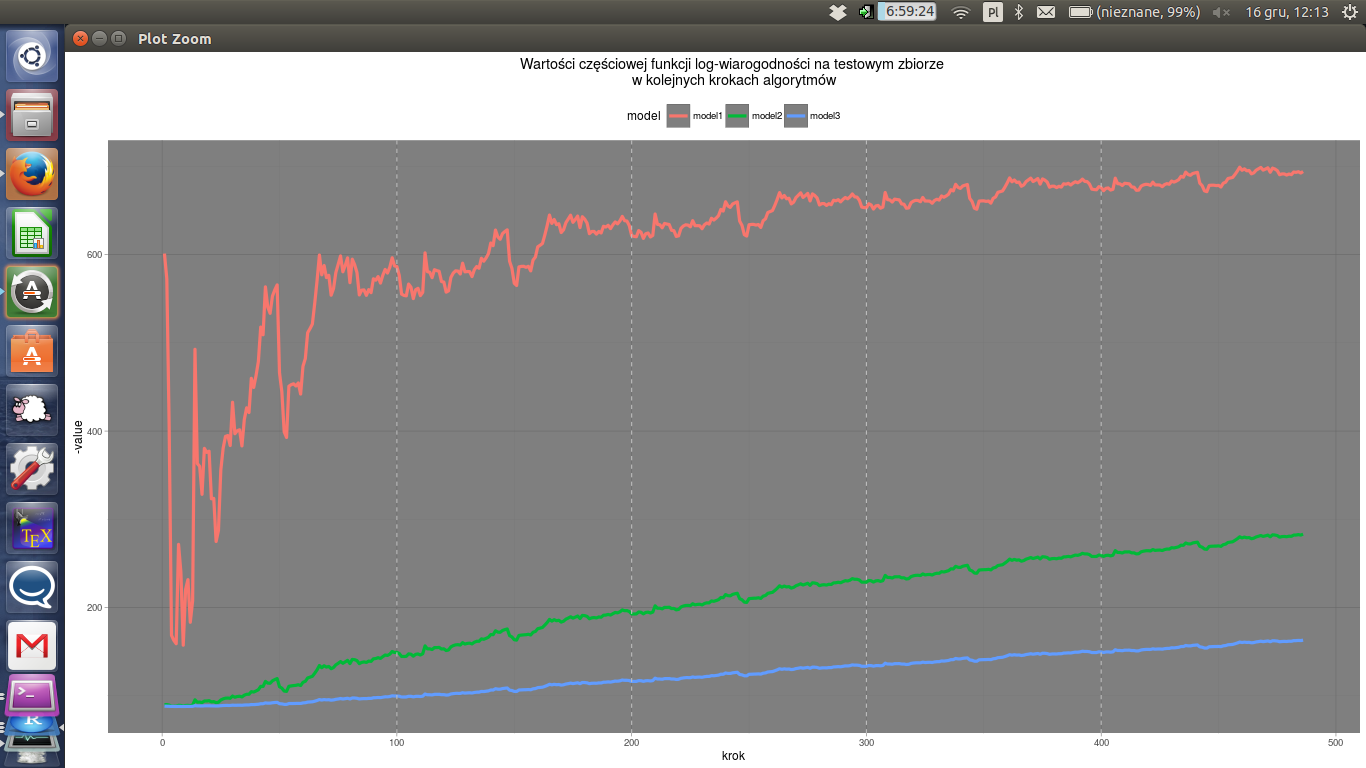 6:59:24
Pl
(nieznane, 99%)
16 gru, 12:13
Plot Zoom
Wartości częściowej funkcji log-wiarogodności na testowym zbiorze
w kolejnych krokach algorytmów
model model1 model2 model3
600
400
200
-value
0 100 200 300 400 500
krok
A
A
TEX
M
>_
R